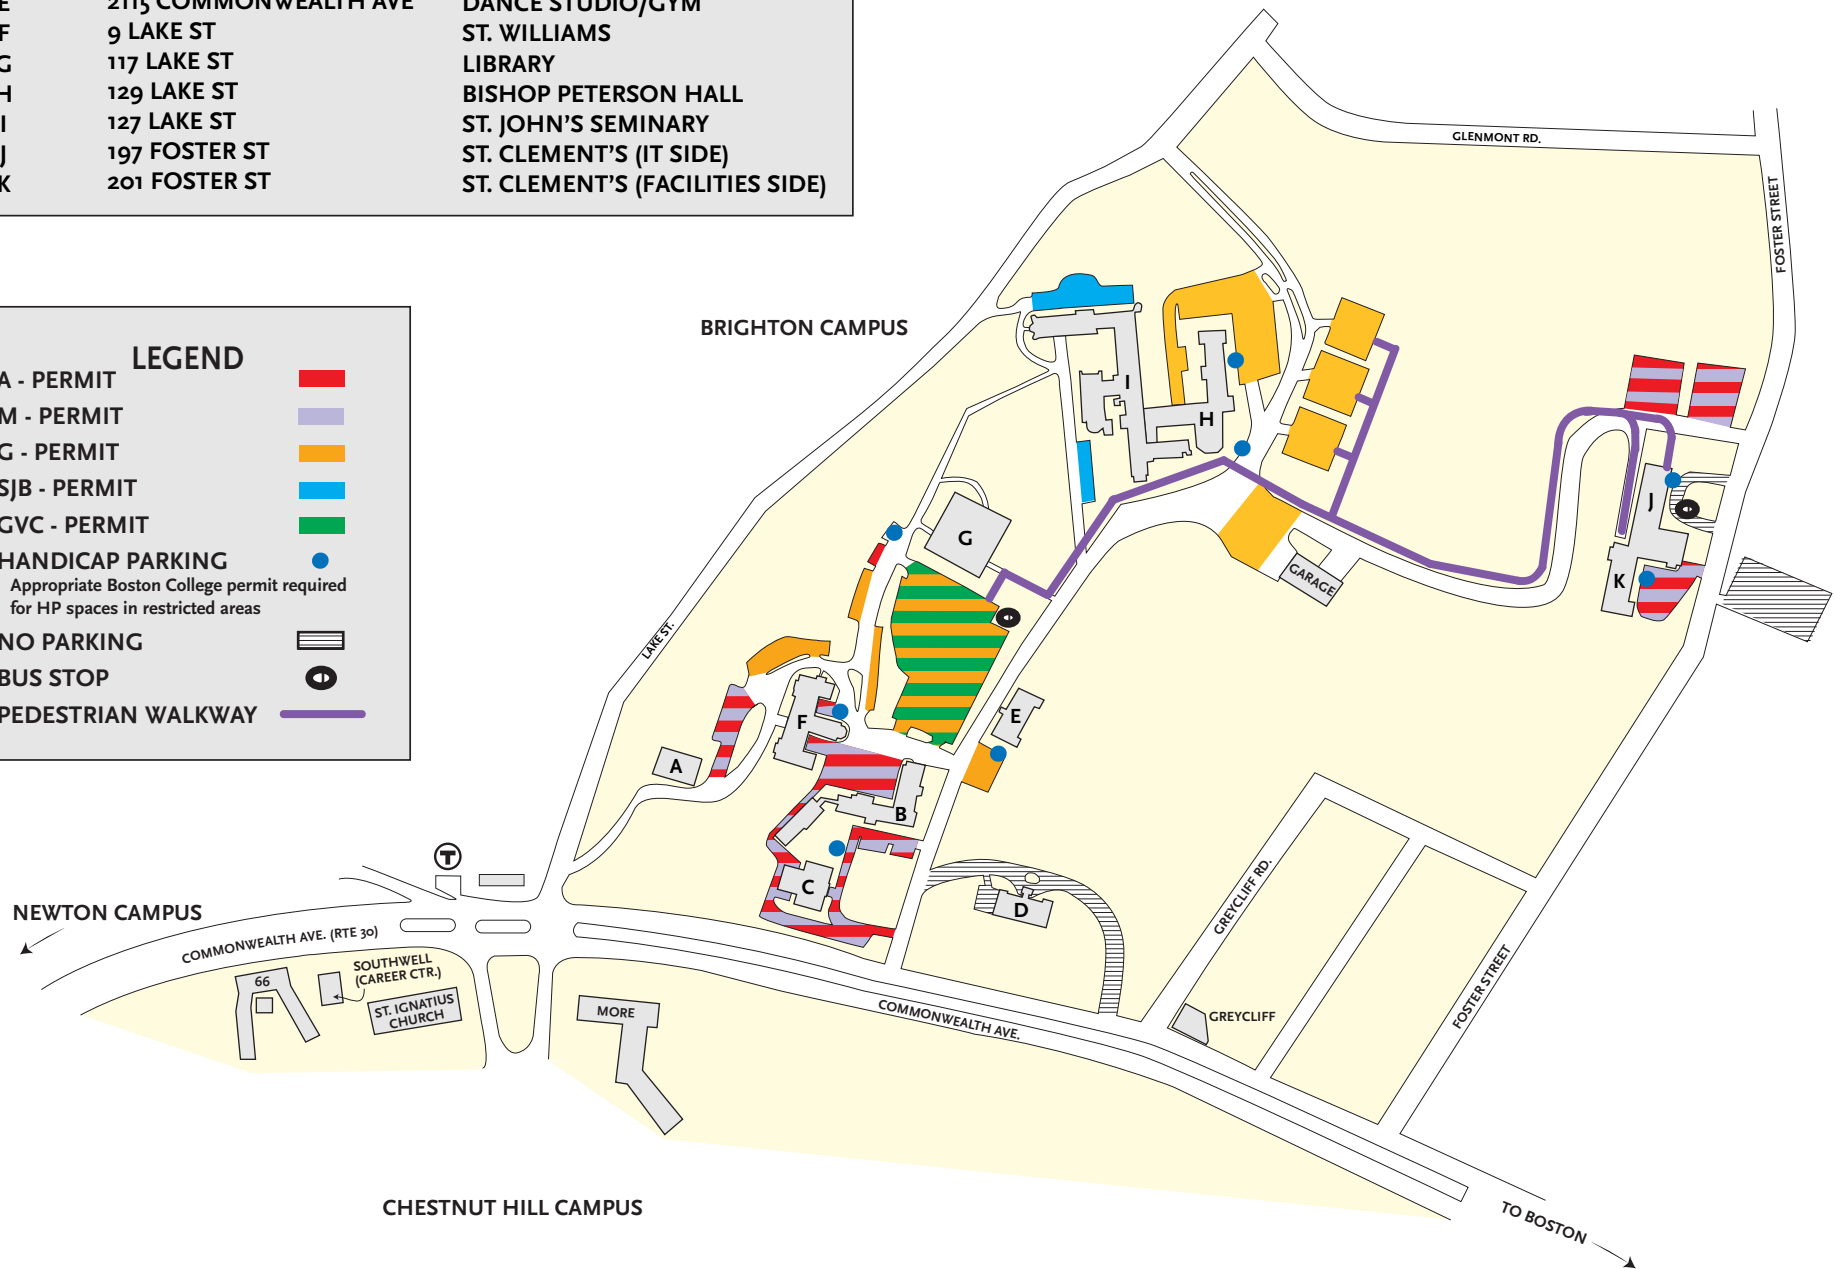 E 2115 COMMONWEALTH AVE DANCE STUDIO/GYM
F 9 LAKE ST ST. WILLIAMS
G 117 LAKE ST LIBRARY
H 129 LAKE ST BISHOP PETERSON HALL
I 127 LAKE ST ST. JOHN'S SEMINARY
J 197 FOSTER ST ST. CLEMENT'S (IT SIDE)
K 201 FOSTER ST ST. CLEMENT'S (FACILITIES SIDE)
LEGEND
A - PERMIT
M - PERMIT
G - PERMIT
SJB - PERMIT
GVC - PERMIT
HANDICAP PARKING
Appropriate Boston College permit required
for HP spaces in restricted areas
NO PARKING
BUS STOP
PEDESTRIAN WALKWAY
BRIGHTON CAMPUS
GLENMONT RD.
FOSTER STREET
I
H
G
GARAGE
J
K
LAKE ST.
F
E
A
B
C
D
T
NEWTON CAMPUS
COMMONWEALTH AVE. (RTE 30)
66
SOUTHWELL
(CAREER CTR.)
ST. IGNATIUS
CHURCH
MORE
COMMONWEALTH AVE.
GREYCLIFF RD.
GREYCLIFF
FOSTER STREET
CHESTNUT HILL CAMPUS
TO BOSTON